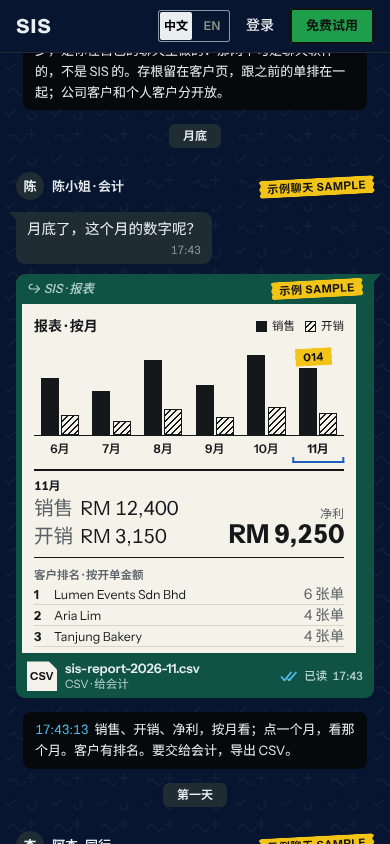 SIS
中文 EN 登录 免费试用
的，不是 SIS 的。存根留在客户页，跟之前的单排在一
起；公司客户和个人客户分开放。
月底
陈 陈小姐·会计 示例聊天 SAMPLE
月底了，这个月的数字呢？
17:43
SIS·报表 示例 SAMPLE
报表·按月 销售 开销
014
6月 7月 8月 9月 10月 11月
11月
销售 RM 12,400
开销 RM 3,150
净利
RM 9,250
客户排名·按开单金额
1 Lumen Events Sdn Bhd 6 张单
2 Aria Lim 4 张单
3 Tanjung Bakery 4 张单
CSV sis-report-2026-11.csv
CSV·给会计 已读 17:43
17:43:13 销售、开销、净利，按月看；点一个月，看那
个月。客户有排名。要交给会计，导出 CSV。
第一天
示例聊天 SAMPLE